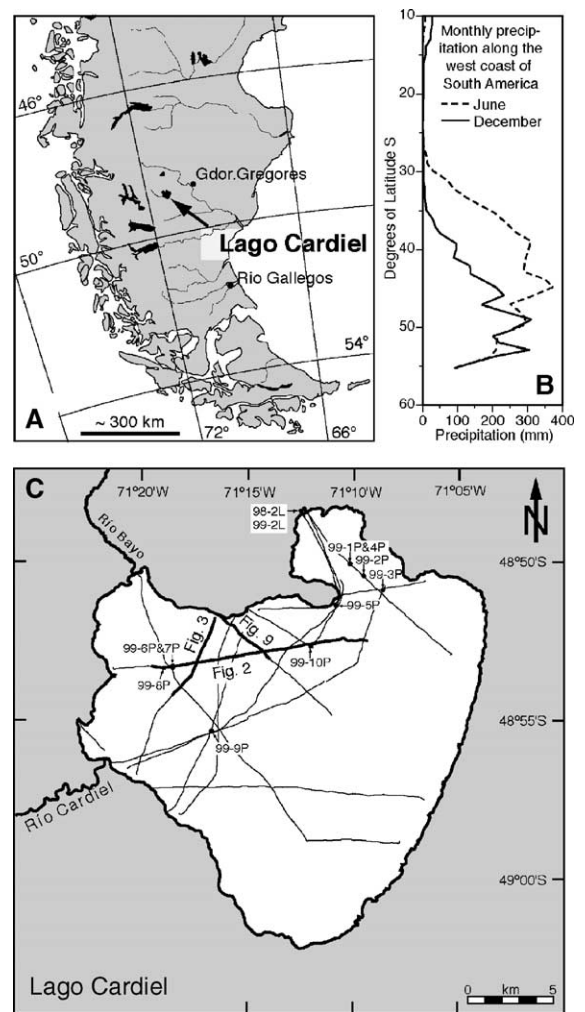 46°
Gdor.Gregores
Lago Cardiel
50°
Rio Gallegos
54°
A
~ 300 km
72°
66°
10
20
30
40
50
60
Degrees of Latitude S
Monthly precip-
itation along the
west coast of
South America
June
December
B
0 100 200 300 400
Precipitation (mm)
C
71°20'W 71°15'W 71°10'W 71°05'W
N
Río Bayo
98-2L
99-2L
99-1P&4P
99-2P
99-3P
48°50'S
99-5P
Fig. 3
Fig. 9
99-6P&7P
Fig. 2
99-10P
99-6P
99-9P
48°55'S
Río Cardiel
49°00'S
Lago Cardiel
0 km 5